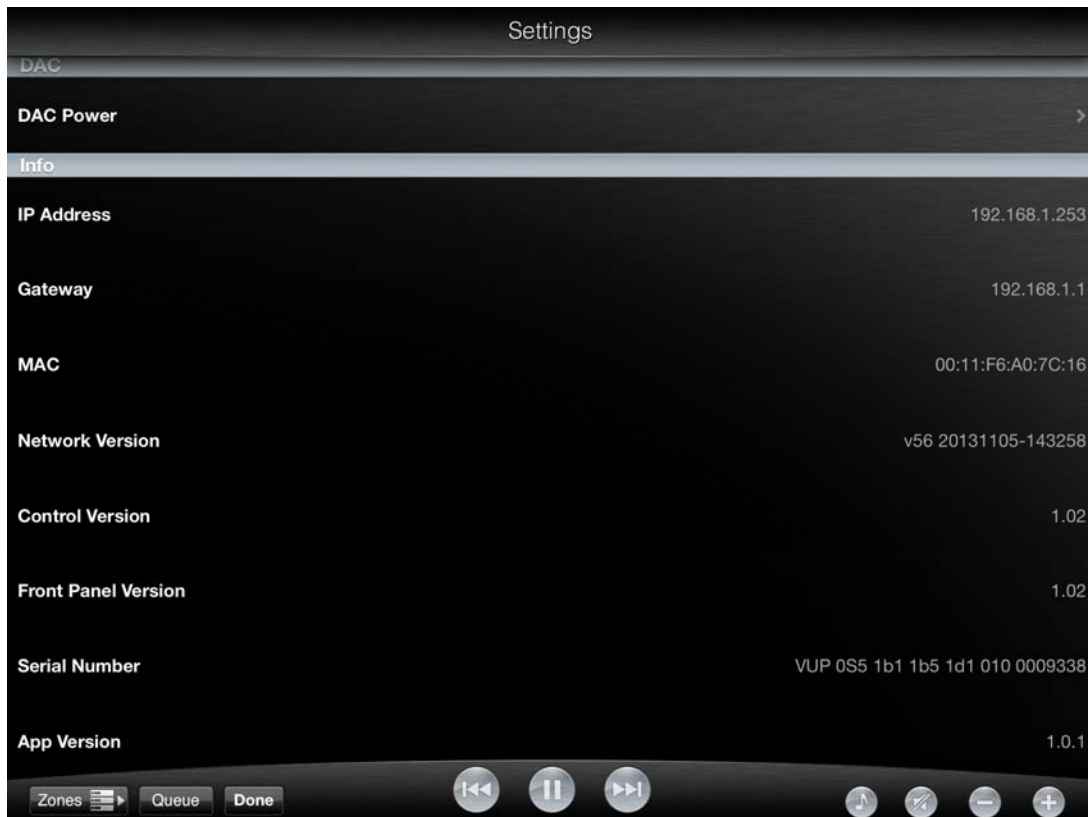 Settings
DAC
DAC Power
Info
IP Address 192.168.1.253
Gateway 192.168.1.1
MAC 00:11:F6:A0:7C:16
Network Version v56 20131105-143258
Control Version 1.02
Front Panel Version 1.02
Serial Number VUP 0S5 1b1 1b5 1d1 010 0009338
App Version 1.0.1
Zones Queue Done